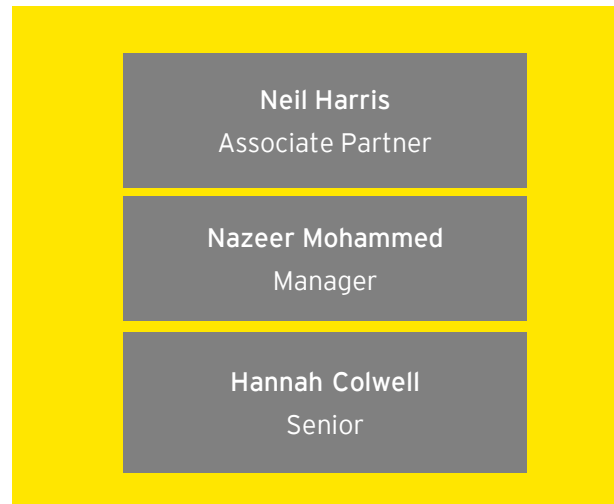 Neil Harris
Associate Partner
Nazeer Mohammed
Manager
Hannah Colwell
Senior